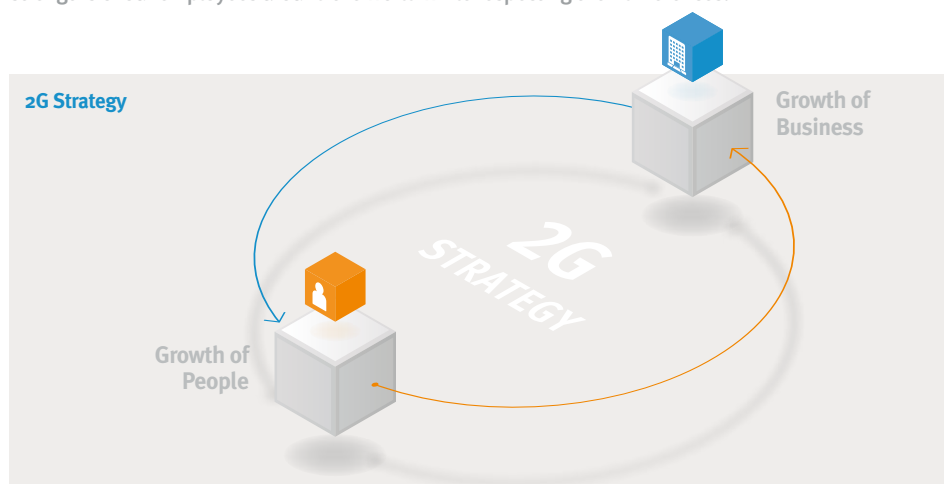 2G Strategy
Growth of
Business
2G
STRATEGY
Growth of
People